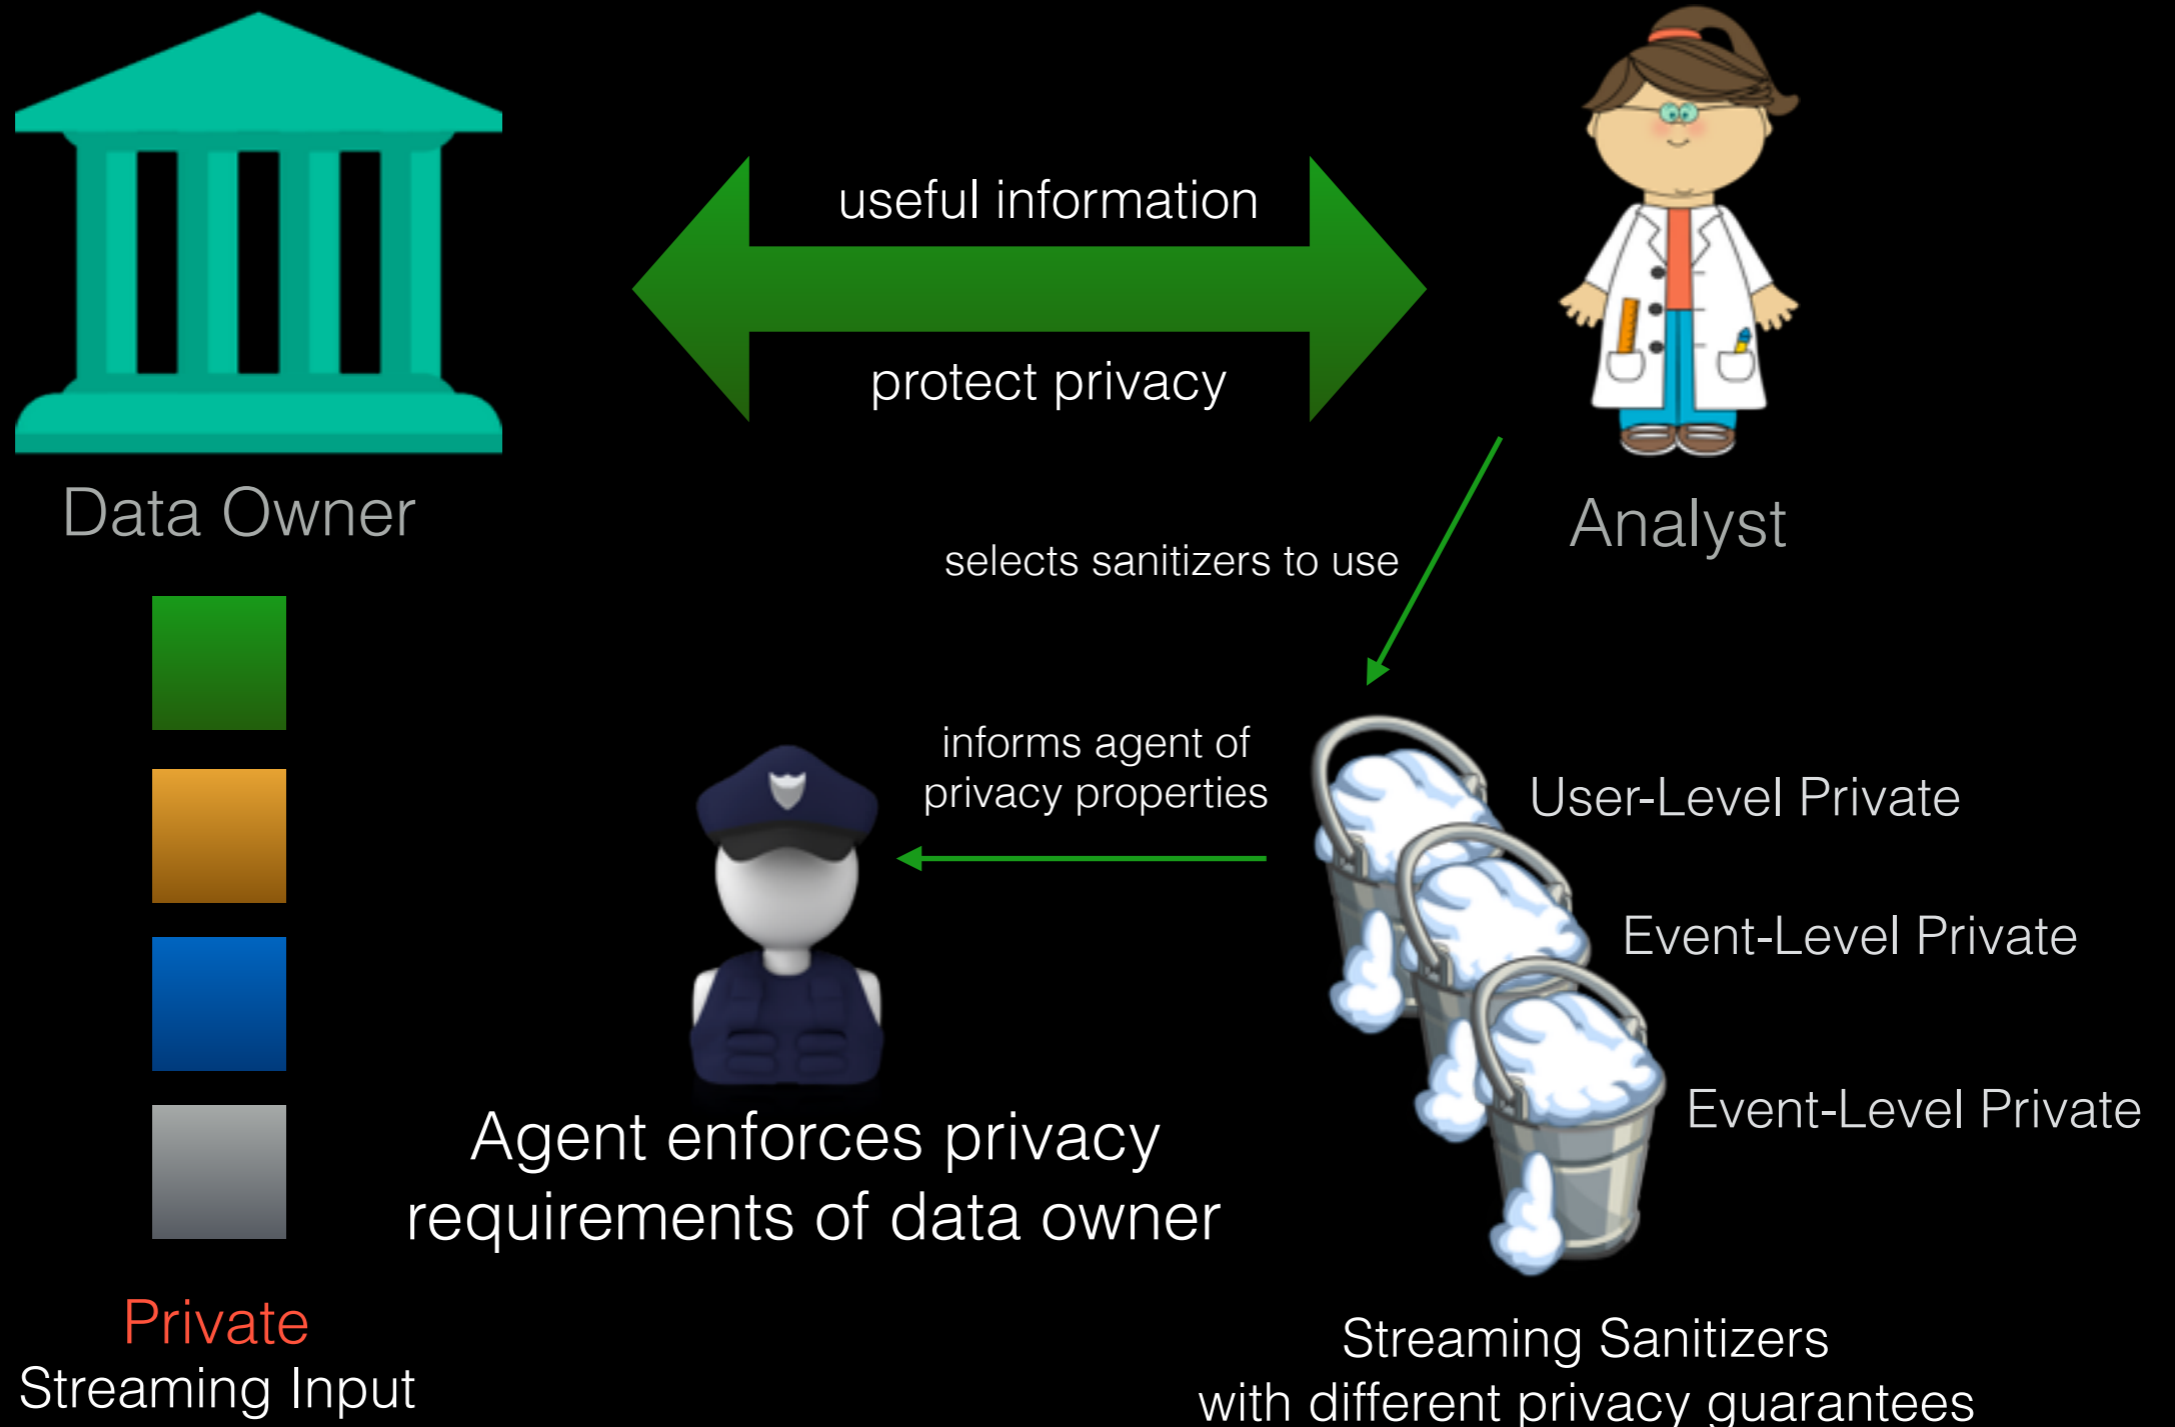 useful information
protect privacy
Data Owner
Analyst
selects sanitizers to use
informs agent of
privacy properties
User-Level Private
Event-Level Private
Event-Level Private
Agent enforces privacy
requirements of data owner
Private
Streaming Input
Streaming Sanitizers
with different privacy guarantees